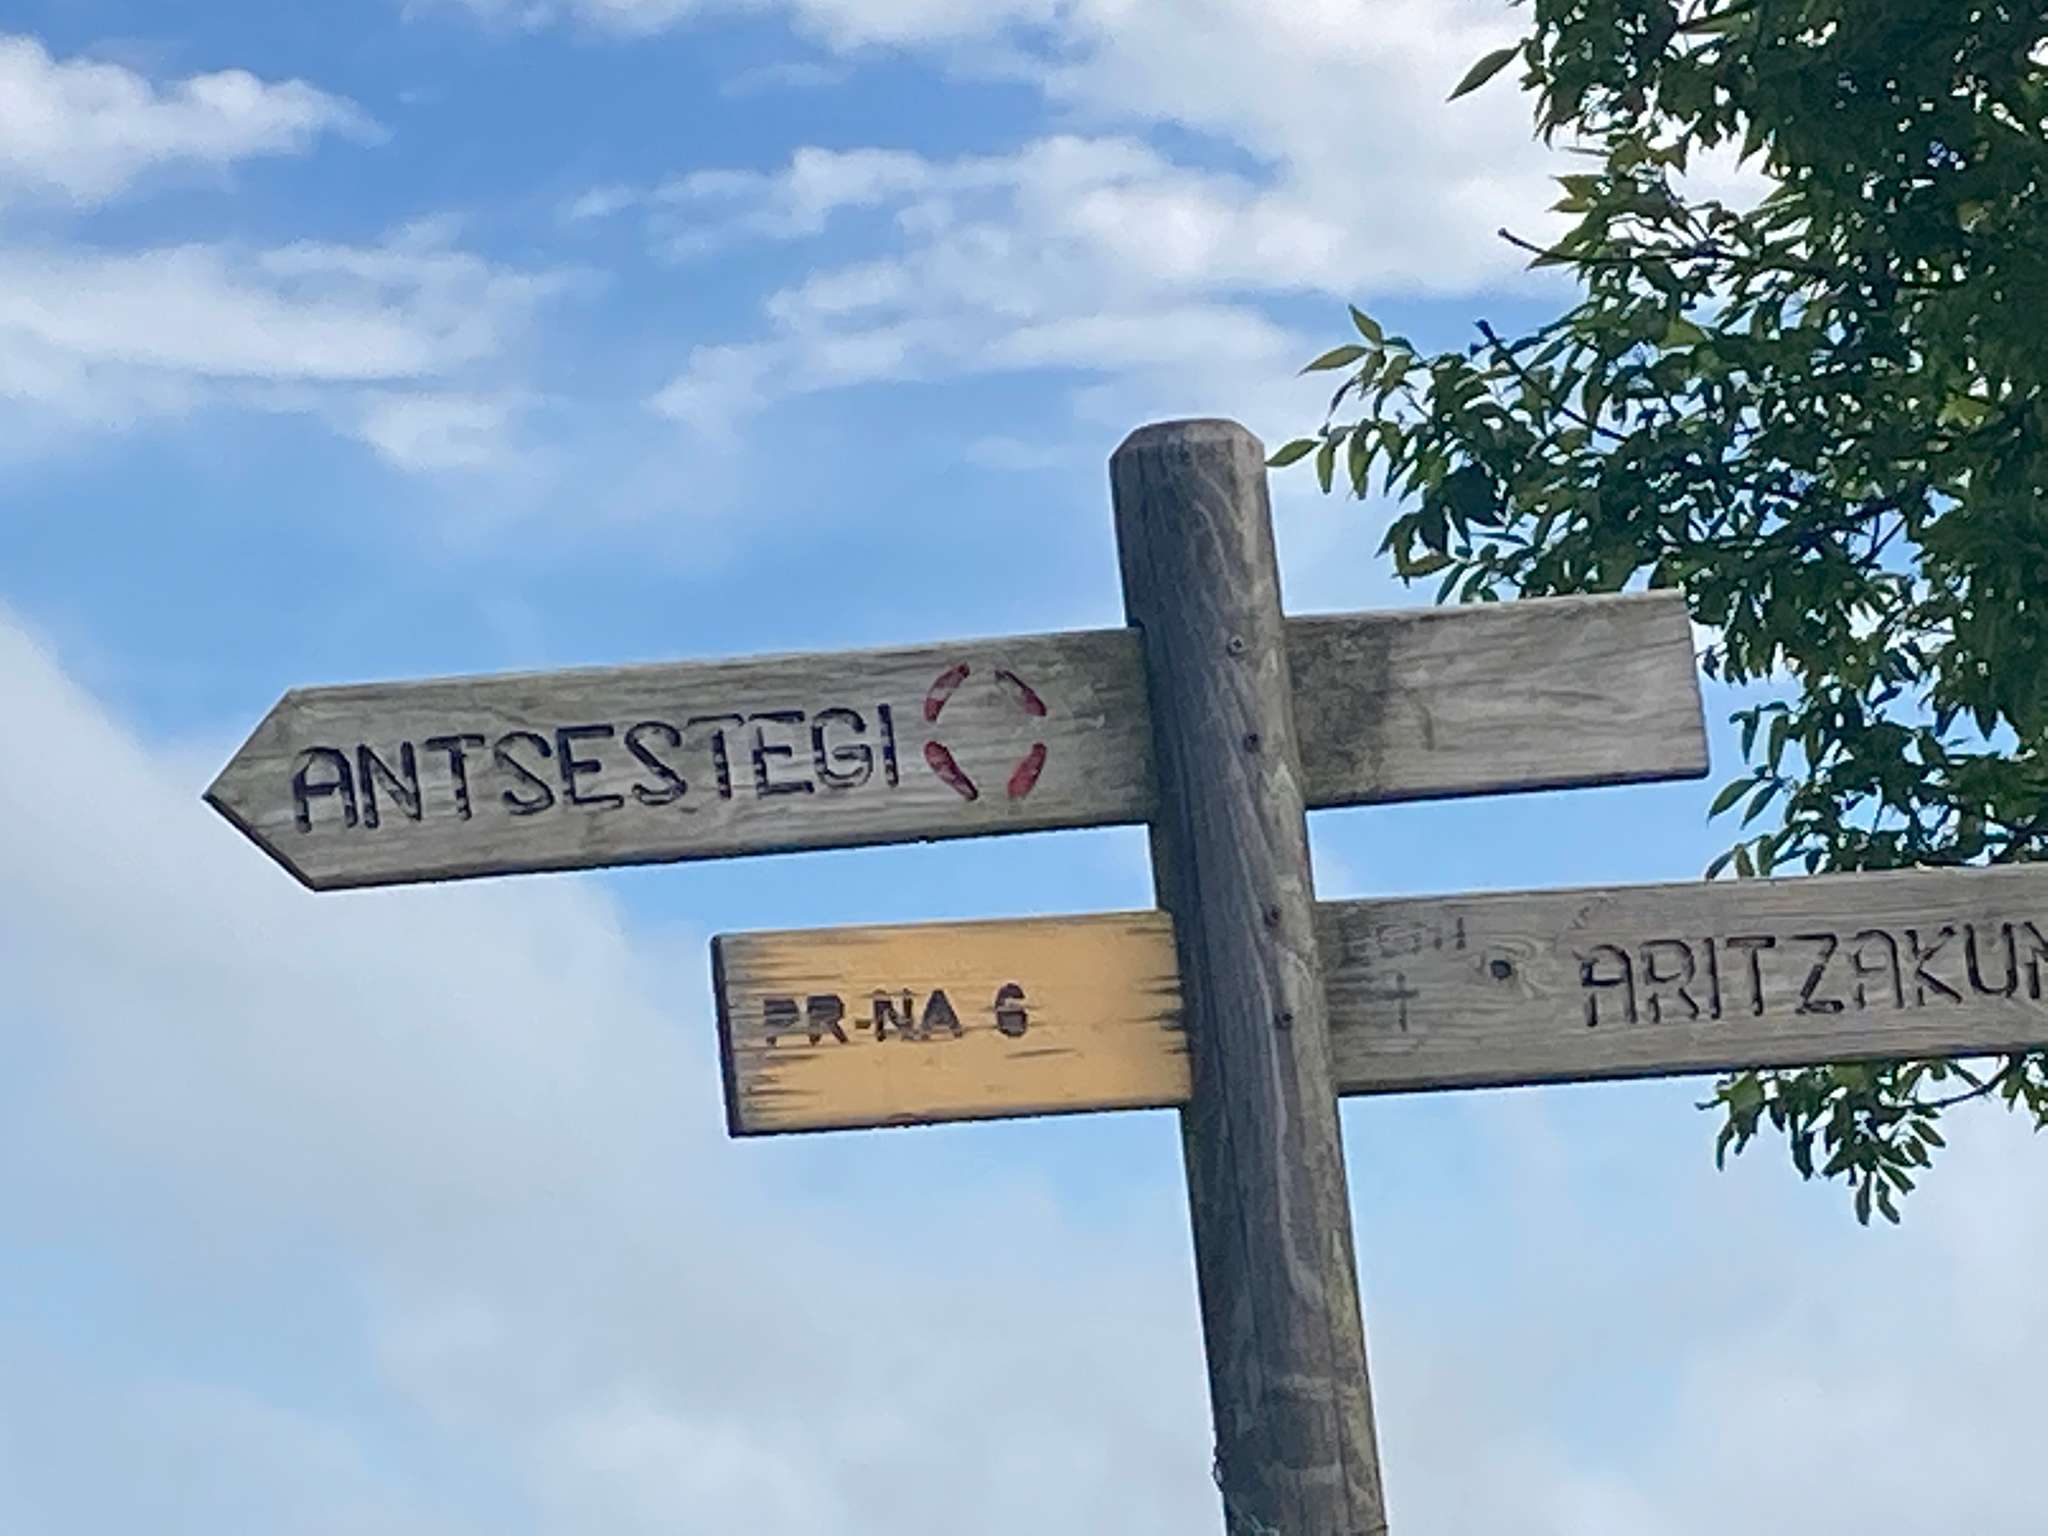 ANTSESTEGI
PR-NA 6
ARITZAKUN